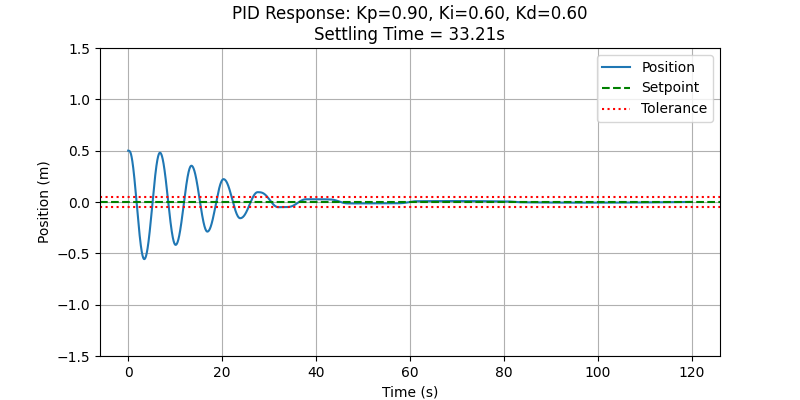 PID Response: Kp=0.90, Ki=0.60, Kd=0.60
Settling Time = 33.21s
1.5
1.0
0.5
0.0
−0.5
−1.0
−1.5
Position (m)
Position
Setpoint
Tolerance
0 20 40 60 80 100 120
Time (s)